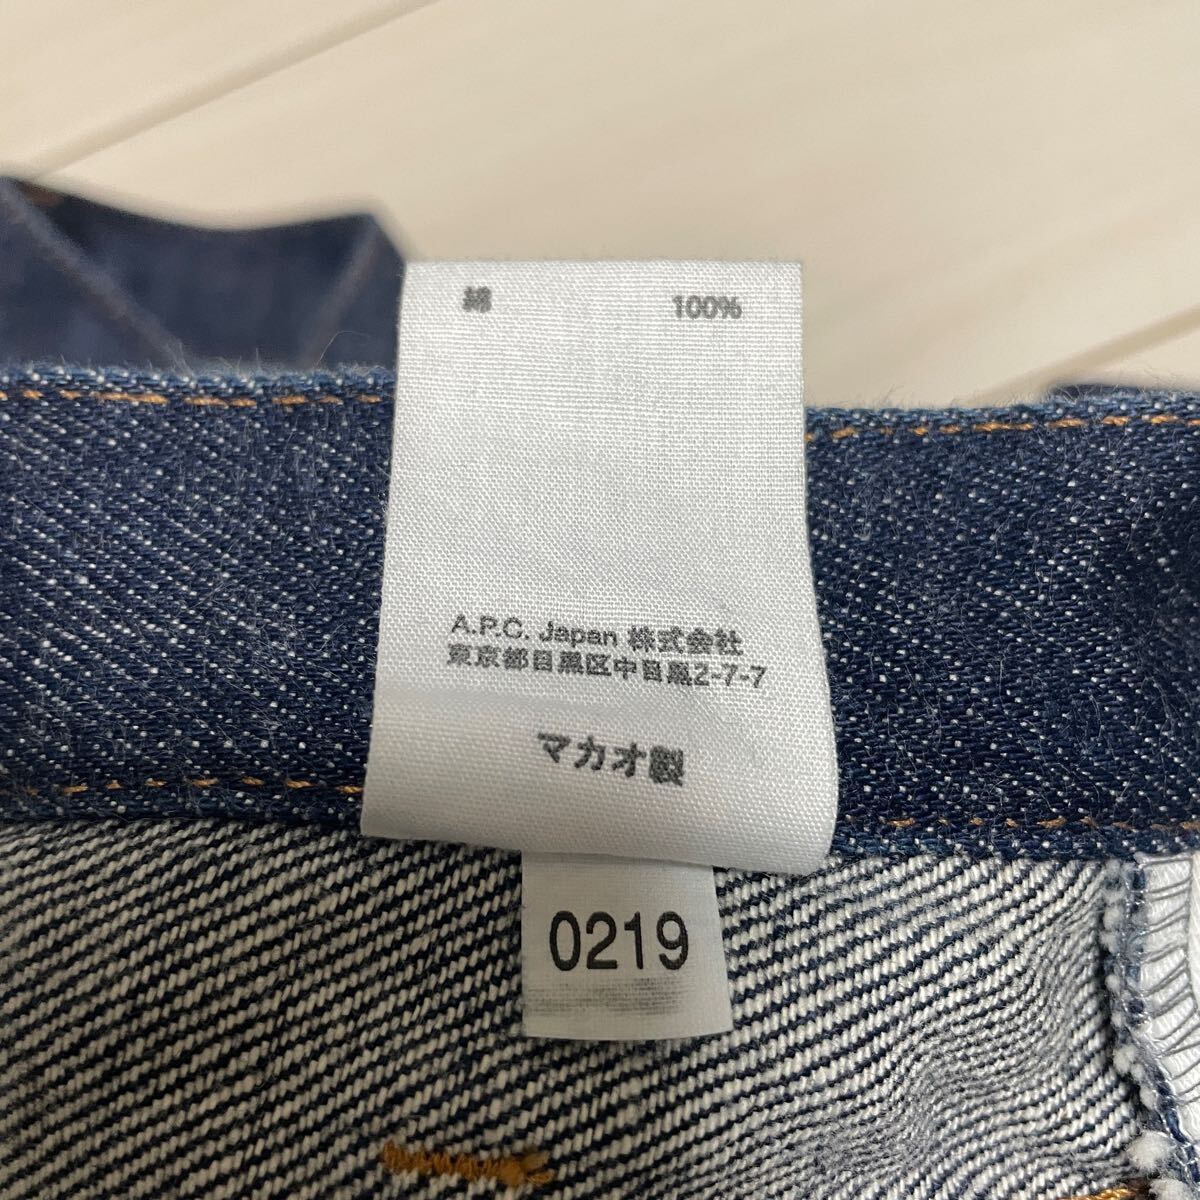 綿 100%
A.P.C. Japan 株式会社
東京都目黒区中目黒2-7-7
マカオ製
0219